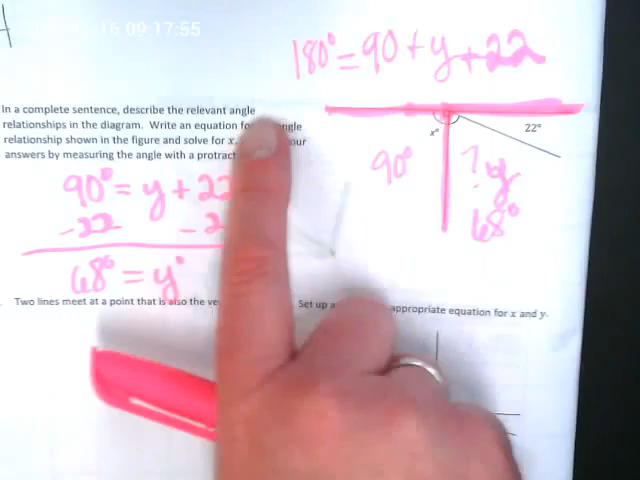 16 09:17:55
180° = 90 + y + 22
In a complete sentence, describe the relevant angle
relationships in the diagram. Write an equation
relationship shown in the figure and solve for x.
answers by measuring the angle with a
x°
22°
90°
? y
68°
90° = y + 22
-22
68° = y°
Two lines meet at a point that is also the
Set up
appropriate equation for x and y.